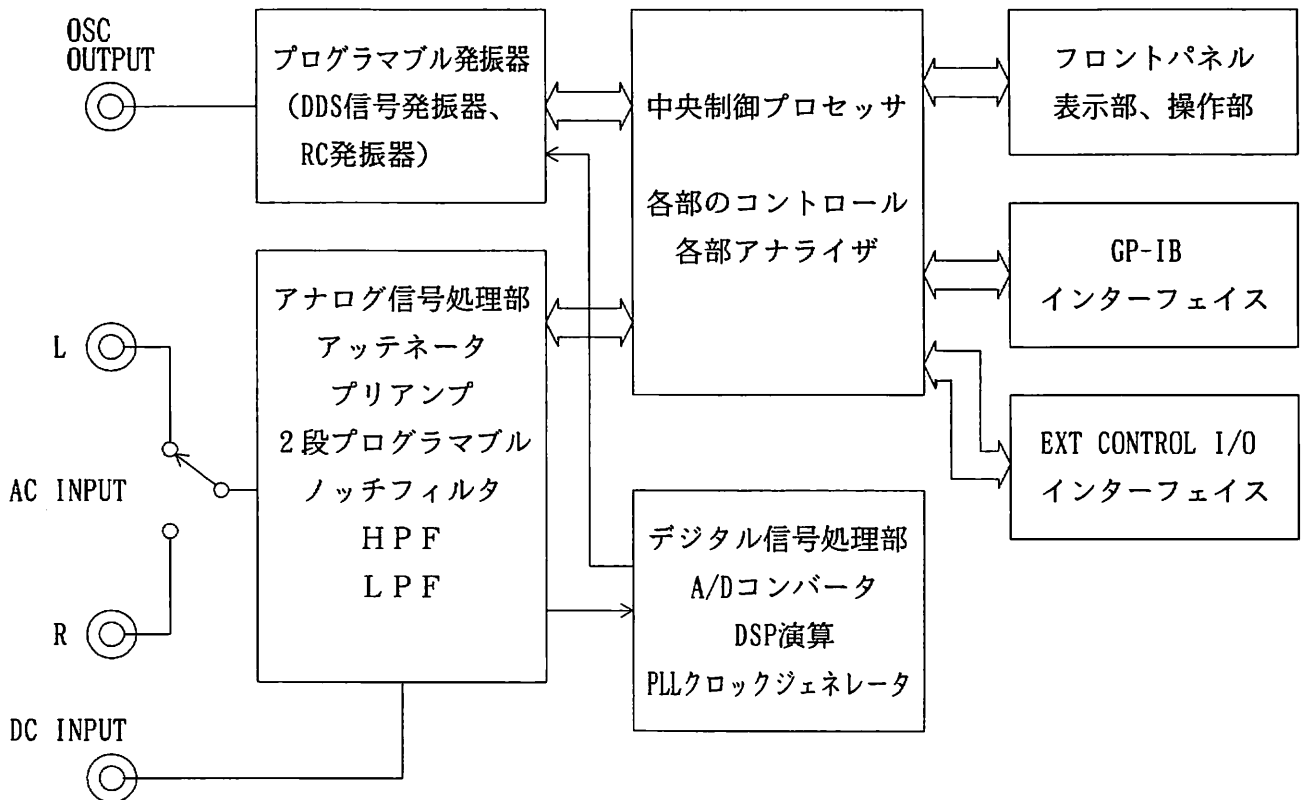 OSC
OUTPUT
プログラマブル発振器
（DDS信号発振器、
RC発振器）
中央制御プロセッサ
各部のコントロール
各部アナライザ
フロントパネル
表示部、操作部
GP-IB
インターフェイス
EXT CONTROL I/O
インターフェイス
L
AC INPUT
R
DC INPUT
アナログ信号処理部
アッテネータ
プリアンプ
２段プログラマブル
ノッチフィルタ
ＨＰＦ
ＬＰＦ
デジタル信号処理部
A/Dコンバータ
DSP演算
PLLクロックジェネレータ